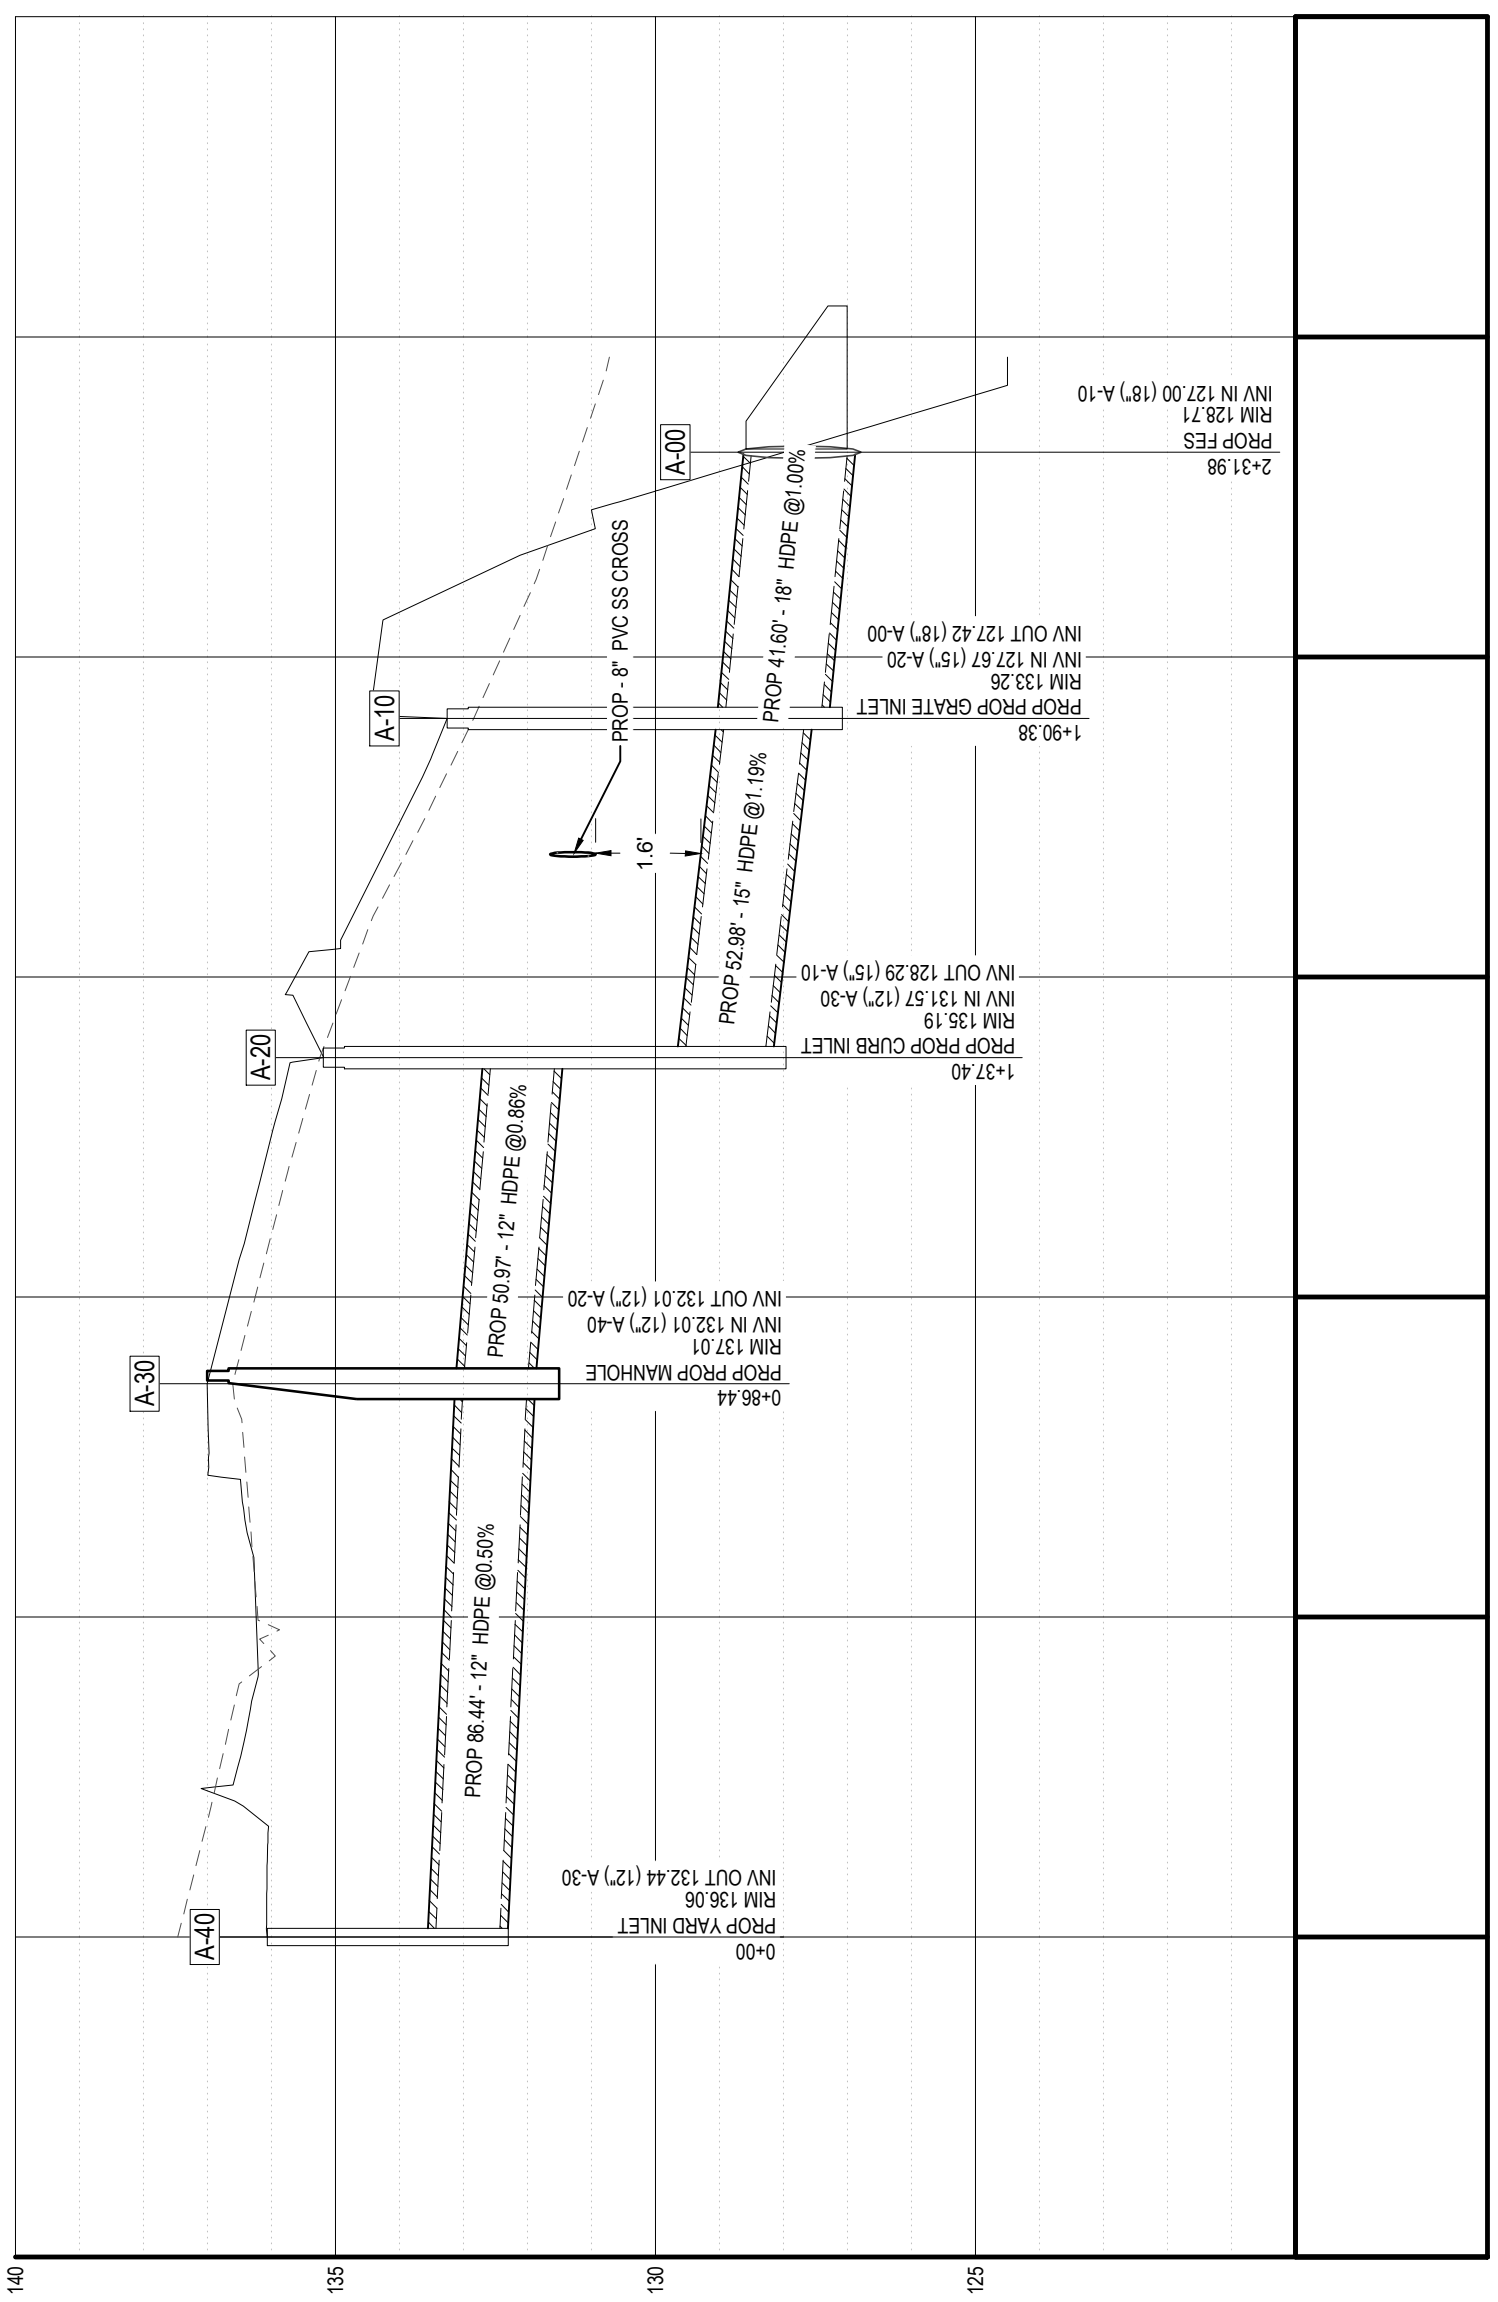 140
135
130
125
A-40
0+00
PROP YARD INLET
RIM 136.06
INV OUT 132.44 (12") A-30
PROP 86.44' - 12" HDPE @0.50%
A-30
0+86.44
PROP PROP MANHOLE
RIM 137.01
INV IN 132.01 (12") A-40
INV OUT 132.01 (12") A-20
PROP 50.97' - 12" HDPE @0.86%
A-20
1+37.40
PROP PROP CURB INLET
RIM 135.19
INV IN 131.57 (12") A-30
INV OUT 128.29 (15") A-10
PROP 52.98' - 15" HDPE @1.19%
1.6'
PROP - 8" PVC SS CROSS
A-10
1+90.38
PROP PROP GRATE INLET
RIM 133.26
INV IN 127.67 (15") A-20
INV OUT 127.42 (18") A-00
PROP 41.60' - 18" HDPE @1.00%
A-00
2+31.98
PROP FES
RIM 128.71
INV IN 127.00 (18") A-10